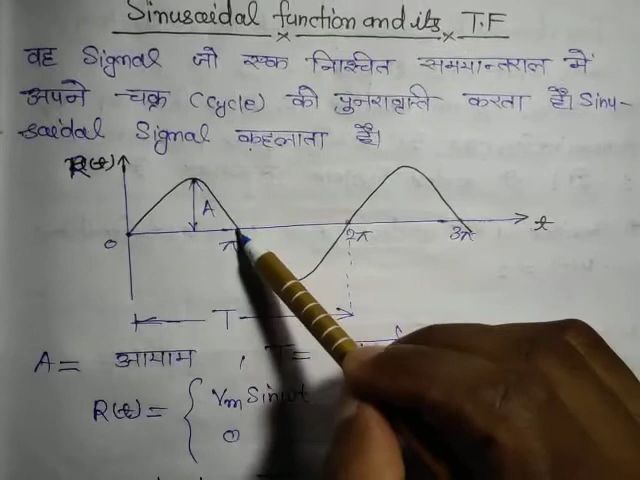 Sinusoidal function and its T.F
वह Signal जो एक निश्चित समयान्तराल में
अपने चक्र (Cycle) की पुनरावृत्ति करता है। Sinu-
soidal Signal कहलाता है।
R(t)
A
0
π
2π
3π
t
T
A = आयाम , T =
R(t) = { Vm Sinωt
0